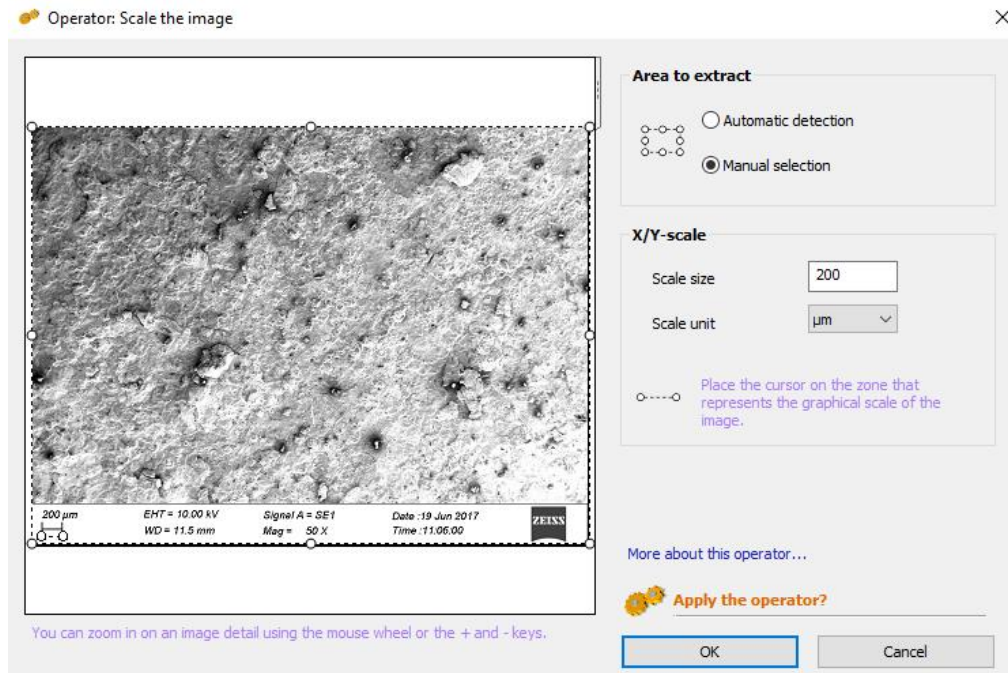 Operator: Scale the image
Area to extract
Automatic detection
Manual selection
X/Y-scale
Scale size 200
Scale unit µm
Place the cursor on the zone that
represents the graphical scale of the
image.
200 µm EHT = 10.00 kV Signal A = SE1 Date :19 Jun 2017 ZEISS
WD = 11.5 mm Mag = 50 X Time :11:06:00
More about this operator...
Apply the operator?
You can zoom in on an image detail using the mouse wheel or the + and - keys.
OK Cancel